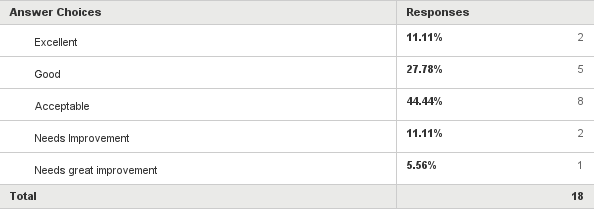 Answer Choices Responses
Excellent 11.11% 2
Good 27.78% 5
Acceptable 44.44% 8
Needs Improvement 11.11% 2
Needs great improvement 5.56% 1
Total 18